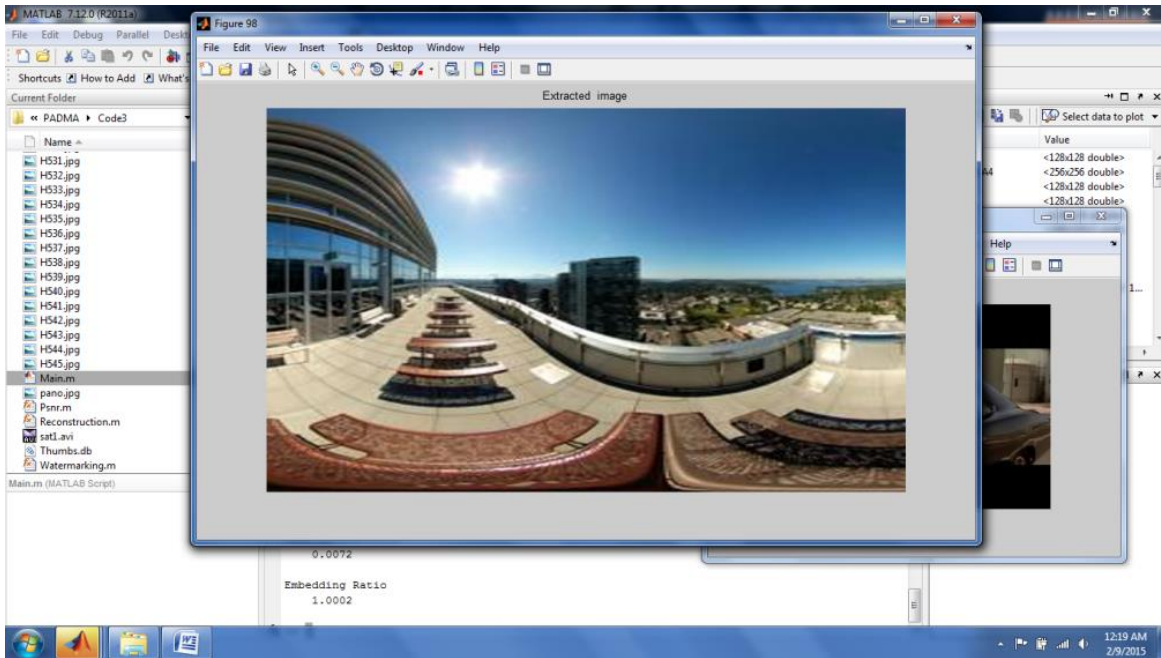 MATLAB 7.12.0 (R2011a)
File Edit Debug Parallel Desk
Shortcuts How to Add What's
Current Folder
« PADMA Code3
Name
H531.jpg
H532.jpg
H533.jpg
H534.jpg
H535.jpg
H536.jpg
H537.jpg
H538.jpg
H539.jpg
H540.jpg
H541.jpg
H542.jpg
H543.jpg
H544.jpg
H545.jpg
Main.m
pano.jpg
Psnr.m
Reconstruction.m
sat1.avi
Thumbs.db
Watermarking.m
Main.m (MATLAB Script)
Figure 98
File Edit View Insert Tools Desktop Window Help
Extracted image
Select data to plot
Value
<128x128 double>
A4 <256x256 double>
<128x128 double>
<128x128 double>
Help
1...
0.0072
Embedding Ratio
1.0002
12:19 AM
2/9/2015